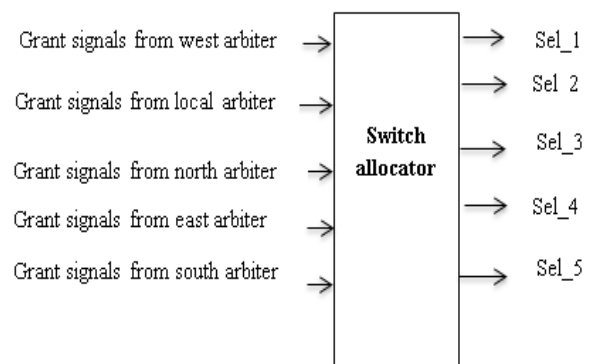 Grant signals from west arbiter
Grant signals from local arbiter
Grant signals from north arbiter
Grant signals from east arbiter
Grant signals from south arbiter
Switch
allocator
Sel_1
Sel 2
Sel_3
Sel_4
Sel_5